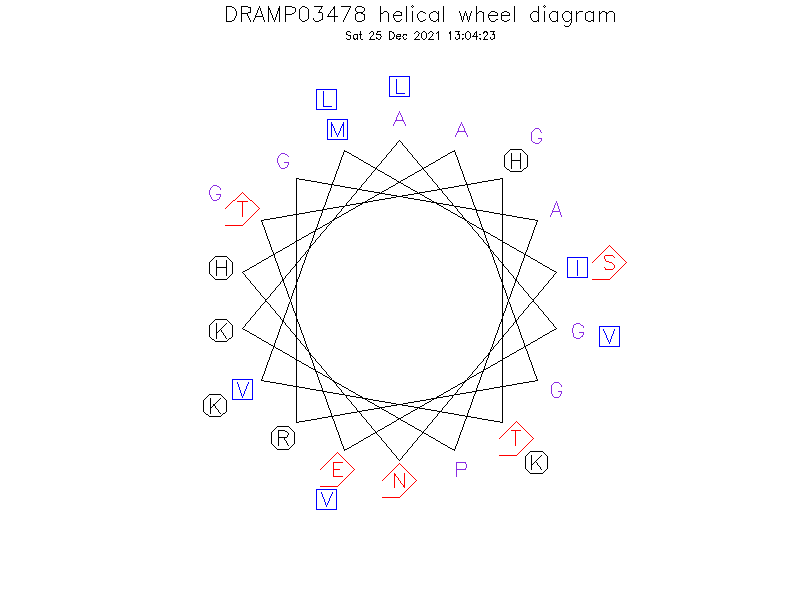 DRAMP03478 helical wheel diagram
Sat 25 Dec 2021 13:04:23
L
L
A
M
A
G
G
H
G
T
A
H
I
S
K
G
V
V
G
K
R
T
K
E
P
N
V